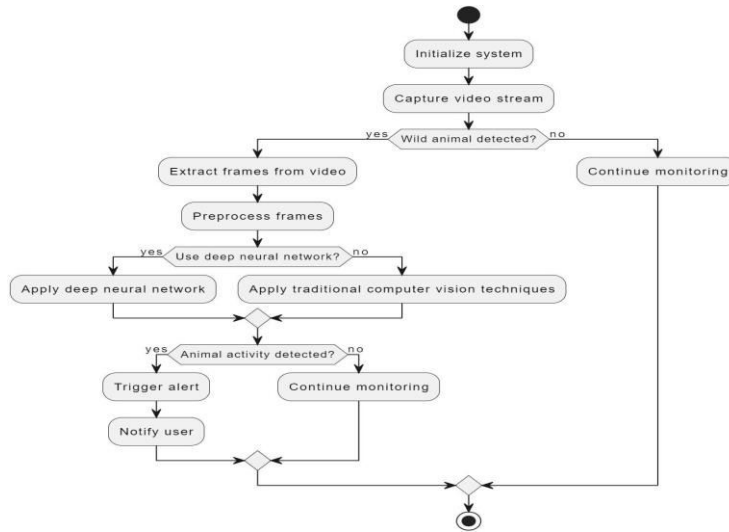 Initialize system
Capture video stream
yes
Wild animal detected?
no
Extract frames from video
Continue monitoring
Preprocess frames
yes
Use deep neural network?
no
Apply deep neural network
Apply traditional computer vision techniques
yes
Animal activity detected?
no
Trigger alert
Continue monitoring
Notify user